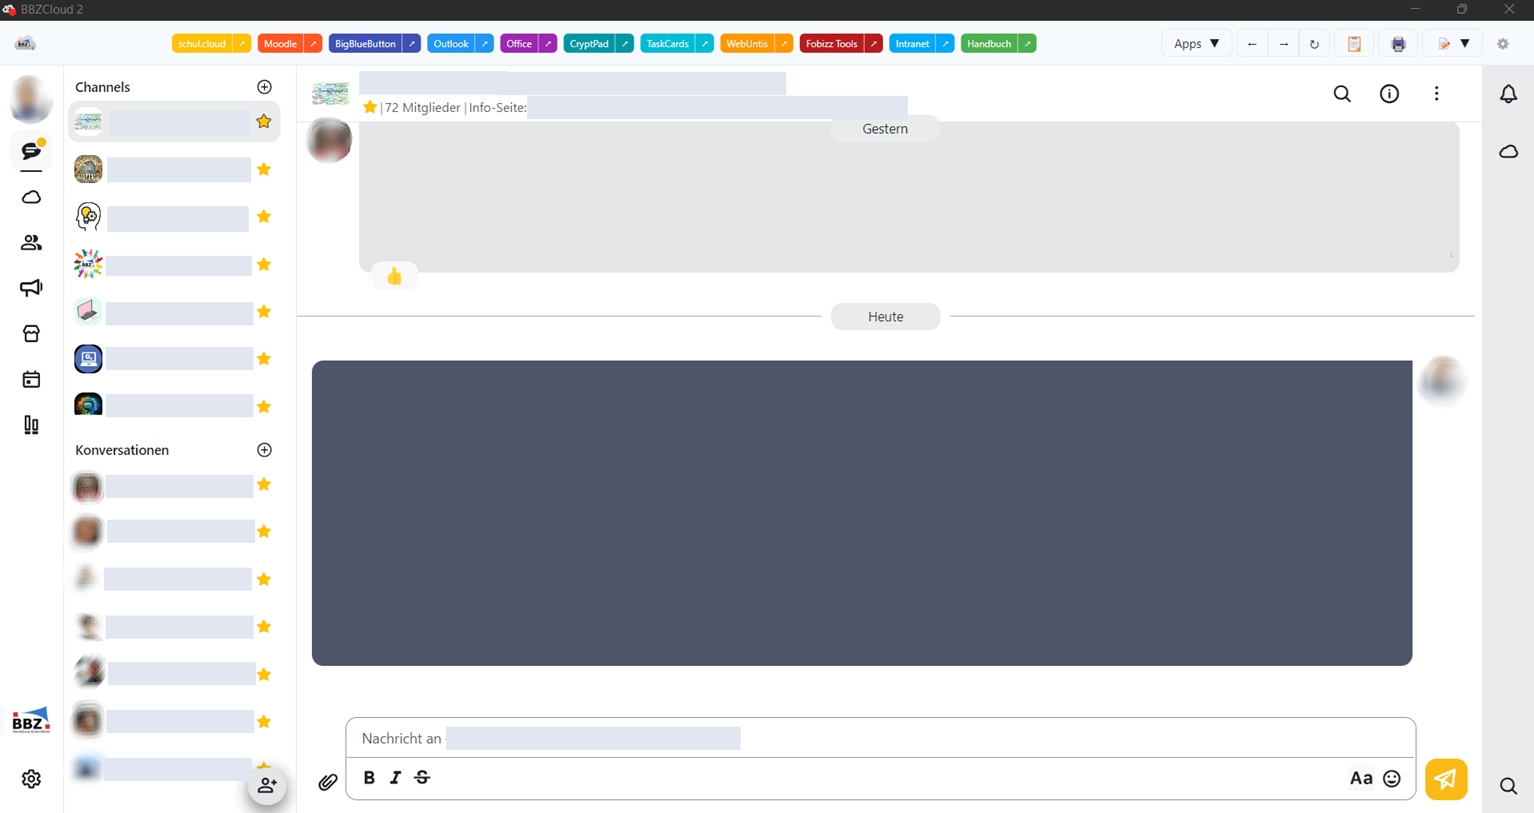 BBZCloud 2
schul.cloud Moodle BigBlueButton Outlook Office CryptPad TaskCards WebUntis Fobizz Tools Intranet Handbuch Apps
Channels
| 72 Mitglieder | Info-Seite:
Gestern
Heute
Konversationen
BBZ
Nachricht an
B I S Aa